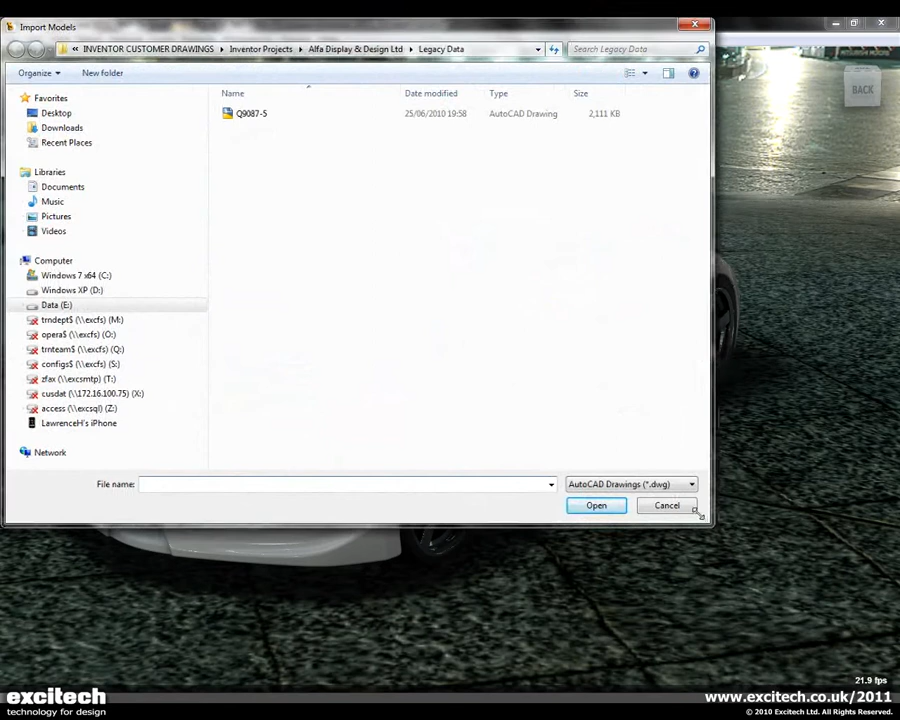 Import Models
« INVENTOR CUSTOMER DRAWINGS Inventor Projects Alfa Display & Design Ltd Legacy Data
Search Legacy Data
BACK
Organize New folder
Favorites
Desktop
Downloads
Recent Places
Libraries
Documents
Music
Pictures
Videos
Computer
Windows 7 x64 (C:)
Windows XP (D:)
Data (E:)
trndept$ (\\excfs) (M:)
opera$ (\\excfs) (O:)
trnteam$ (\\excfs) (Q:)
configs$ (\\excfs) (S:)
zfax (\\excsmtp) (T:)
cusdat (\\172.16.100.75) (X:)
access (\\excsql) (Z:)
LawrenceH's iPhone
Network
Name Date modified Type Size
Q9087-5 25/06/2010 19:58 AutoCAD Drawing 2,111 KB
File name:
AutoCAD Drawings (*.dwg)
Open Cancel
21.9 fps
excitech
technology for design
www.excitech.co.uk/2011
© 2010 Excitech Ltd. All Rights Reserved.